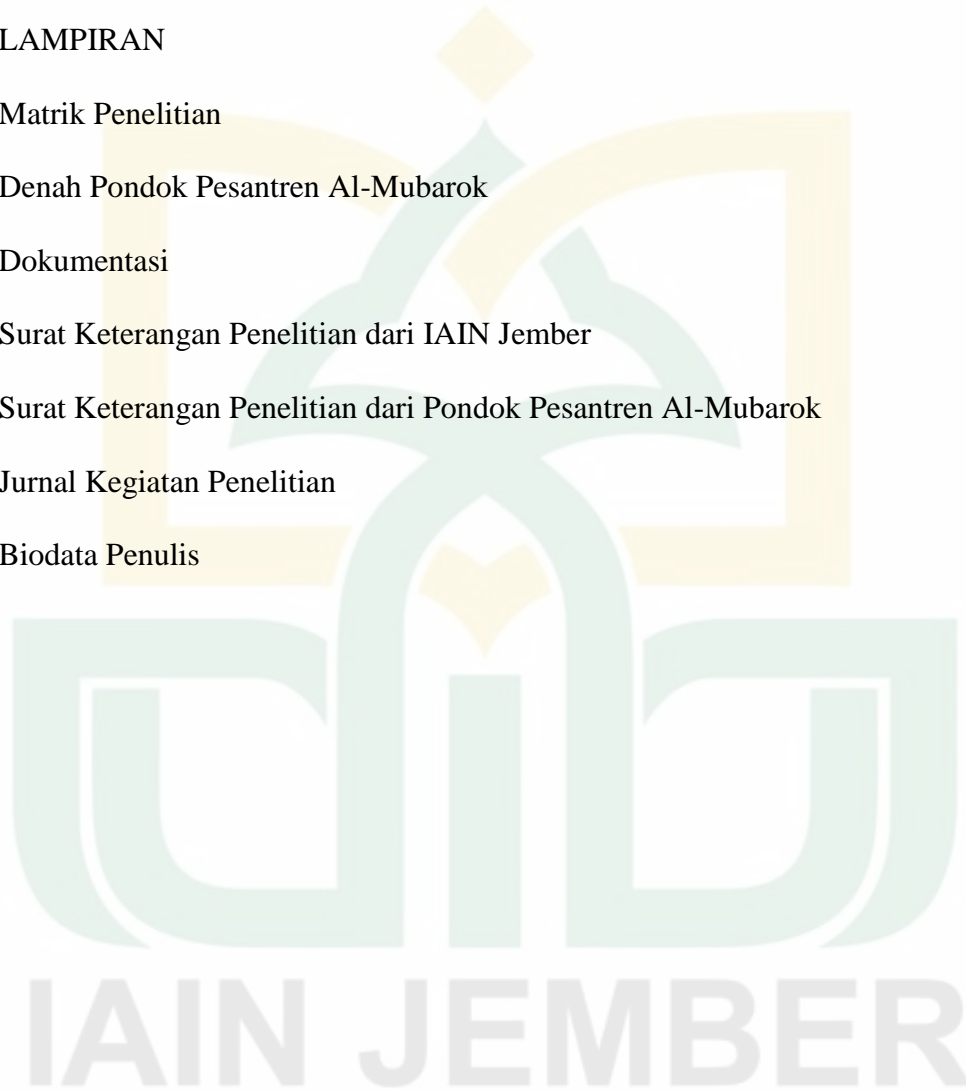 LAMPIRAN
Matrik Penelitian
Denah Pondok Pesantren Al-Mubarok
Dokumentasi
Surat Keterangan Penelitian dari IAIN Jember
Surat Keterangan Penelitian dari Pondok Pesantren Al-Mubarok
Jurnal Kegiatan Penelitian
Biodata Penulis
IAIN JEMBER